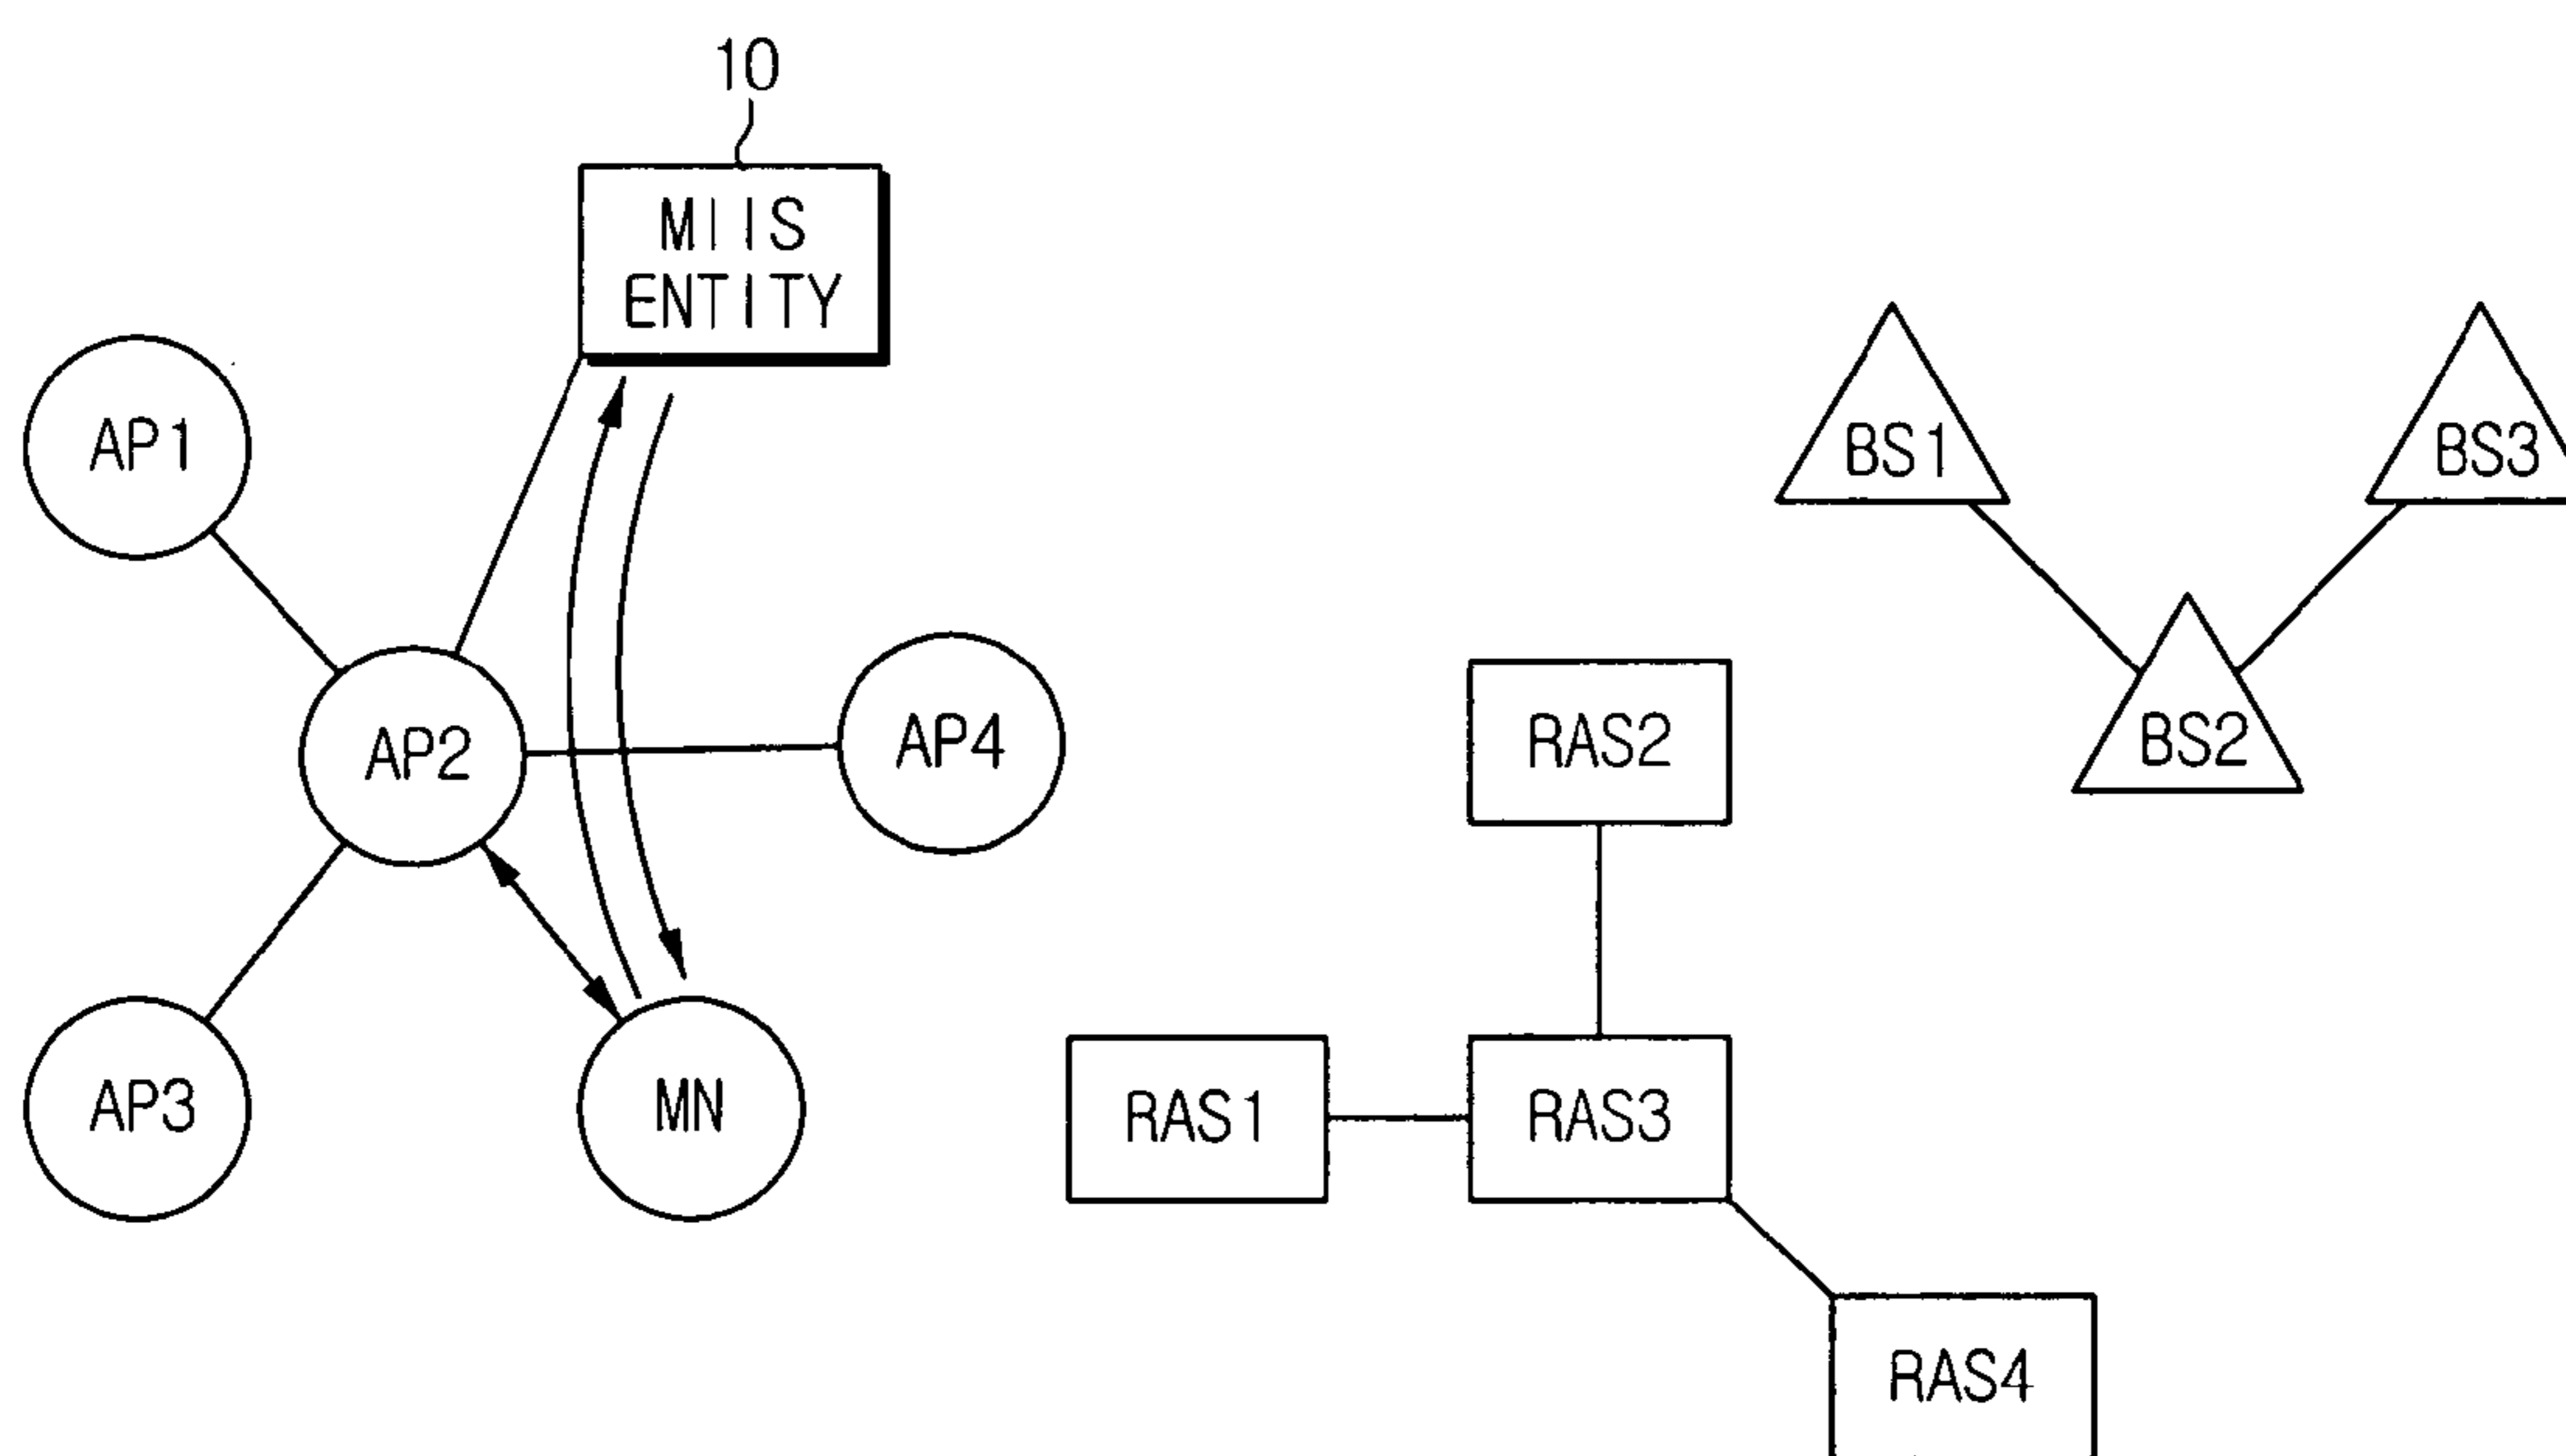 10
MIIS
ENTITY
AP1
BS1
BS3
AP2
AP4
RAS2
BS2
AP3
MN
RAS1
RAS3
RAS4